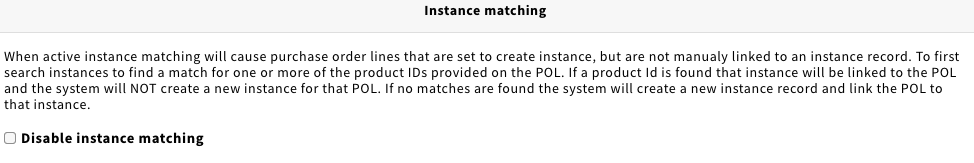 Instance matching
When active instance matching will cause purchase order lines that are set to create instance, but are not manualy linked to an instance record. To first
search instances to find a match for one or more of the product IDs provided on the POL. If a product Id is found that instance will be linked to the POL
and the system will NOT create a new instance for that POL. If no matches are found the system will create a new instance record and link the POL to
that instance.
Disable instance matching